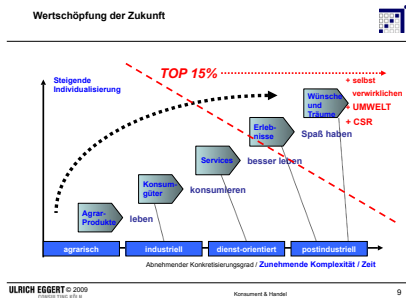 Wertschöpfung der Zukunft
Steigende
Individualisierung
TOP 15%
+ selbst
verwirklichen
+ UMWELT
+ CSR
Wünsche
und
Träume
Erleb-
nisse
Spaß haben
Services
besser leben
Konsum-
güter
konsumieren
Agrar-
Produkte
leben
agrarisch
industriell
dienst-orientiert
postindustriell
Abnehmender Konkretisierungsgrad / Zunehmende Komplexität / Zeit
ULRICH EGGERT © 2009
Konsument & Handel
9